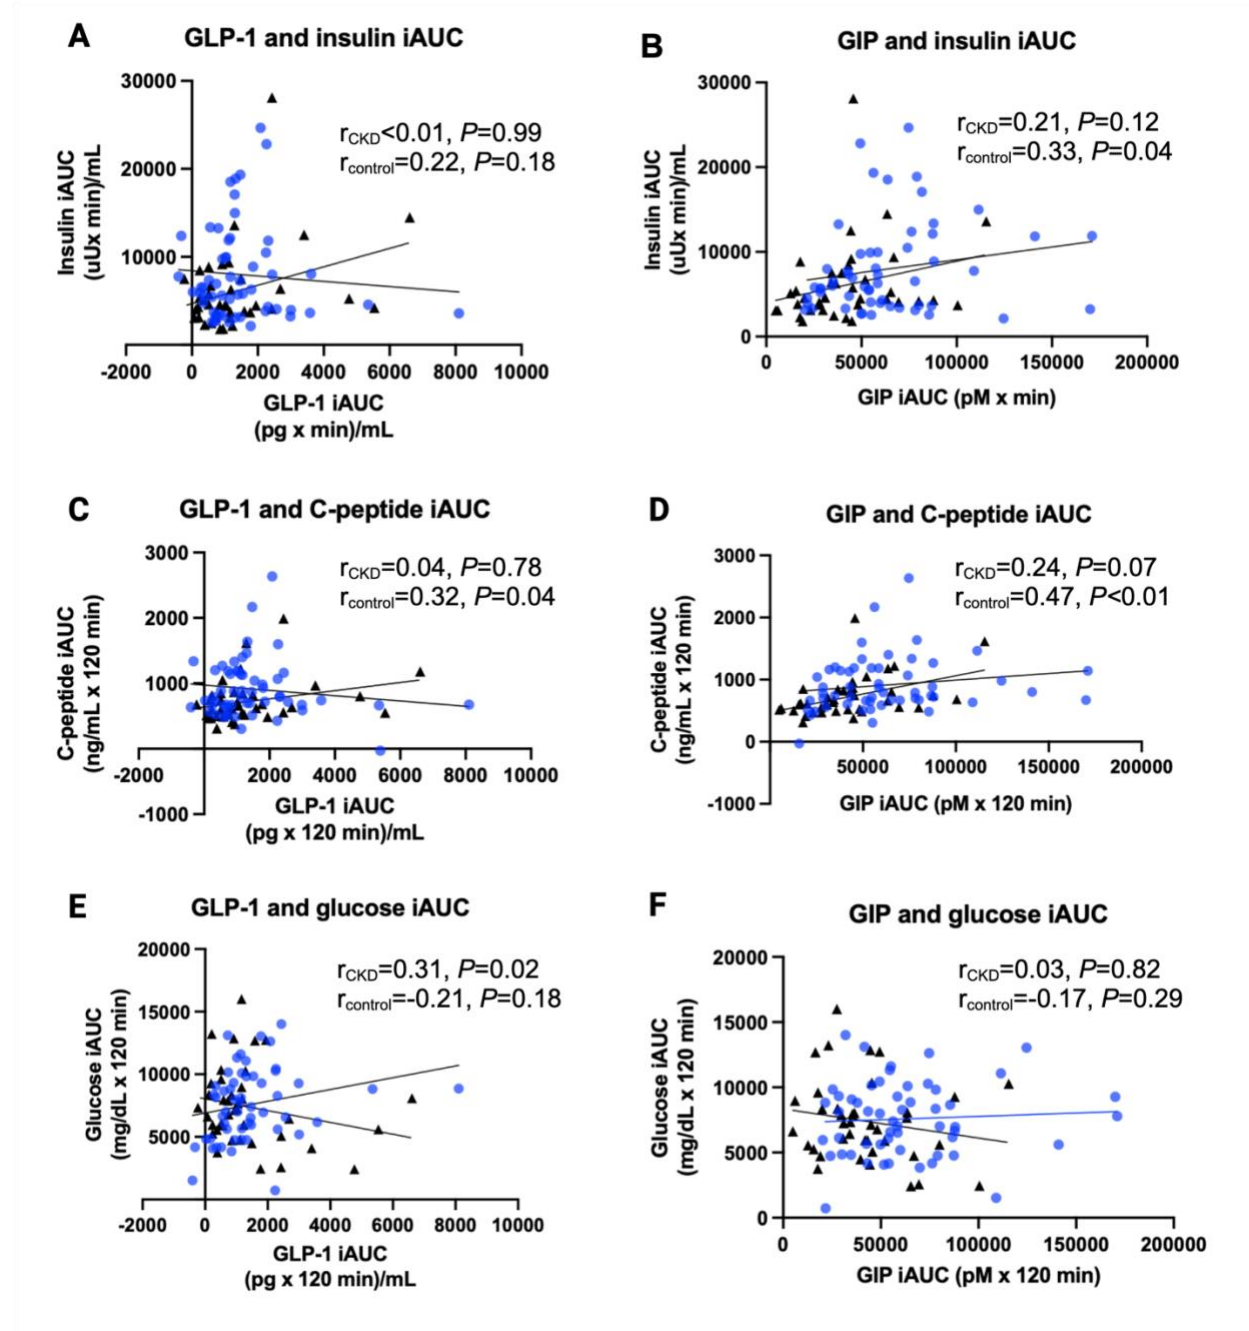 A
GLP-1 and insulin iAUC
30000
20000
10000
-2000 0 2000 4000 6000 8000 10000
Insulin iAUC
(uUx min)/mL
rCKD<0.01, P=0.99
rcontrol=0.22, P=0.18
GLP-1 iAUC
(pg x min)/mL
B
GIP and insulin iAUC
30000
20000
10000
0
0 50000 100000 150000 200000
Insulin iAUC
(uUx min)/mL
rCKD=0.21, P=0.12
rcontrol=0.33, P=0.04
GIP iAUC (pM x min)
C
GLP-1 and C-peptide iAUC
3000
2000
1000
-1000
-2000 2000 4000 6000 8000 10000
C-peptide iAUC
(ng/mL x 120 min)
rCKD=0.04, P=0.78
rcontrol=0.32, P=0.04
GLP-1 iAUC
(pg x 120 min)/mL
D
GIP and C-peptide iAUC
3000
2000
1000
0
-1000
50000 100000 150000 200000
C-peptide iAUC
(ng/mL x 120 min)
rCKD=0.24, P=0.07
rcontrol=0.47, P<0.01
GIP iAUC (pM x 120 min)
E
GLP-1 and glucose iAUC
20000
15000
10000
5000
-2000 0 2000 4000 6000 8000 10000
Glucose iAUC
(mg/dL x 120 min)
rCKD=0.31, P=0.02
rcontrol=-0.21, P=0.18
GLP-1 iAUC
(pg x 120 min)/mL
F
GIP and glucose iAUC
20000
15000
10000
5000
0
0 50000 100000 150000 200000
Glucose iAUC
(mg/dL x 120 min)
rCKD=0.03, P=0.82
rcontrol=-0.17, P=0.29
GIP iAUC (pM x 120 min)